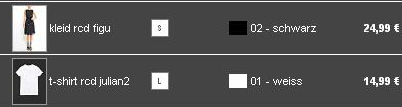 kleid rcd figu S 02 - schwarz 24,99 €
t-shirt rcd julian2 L 01 - weiss 14,99 €